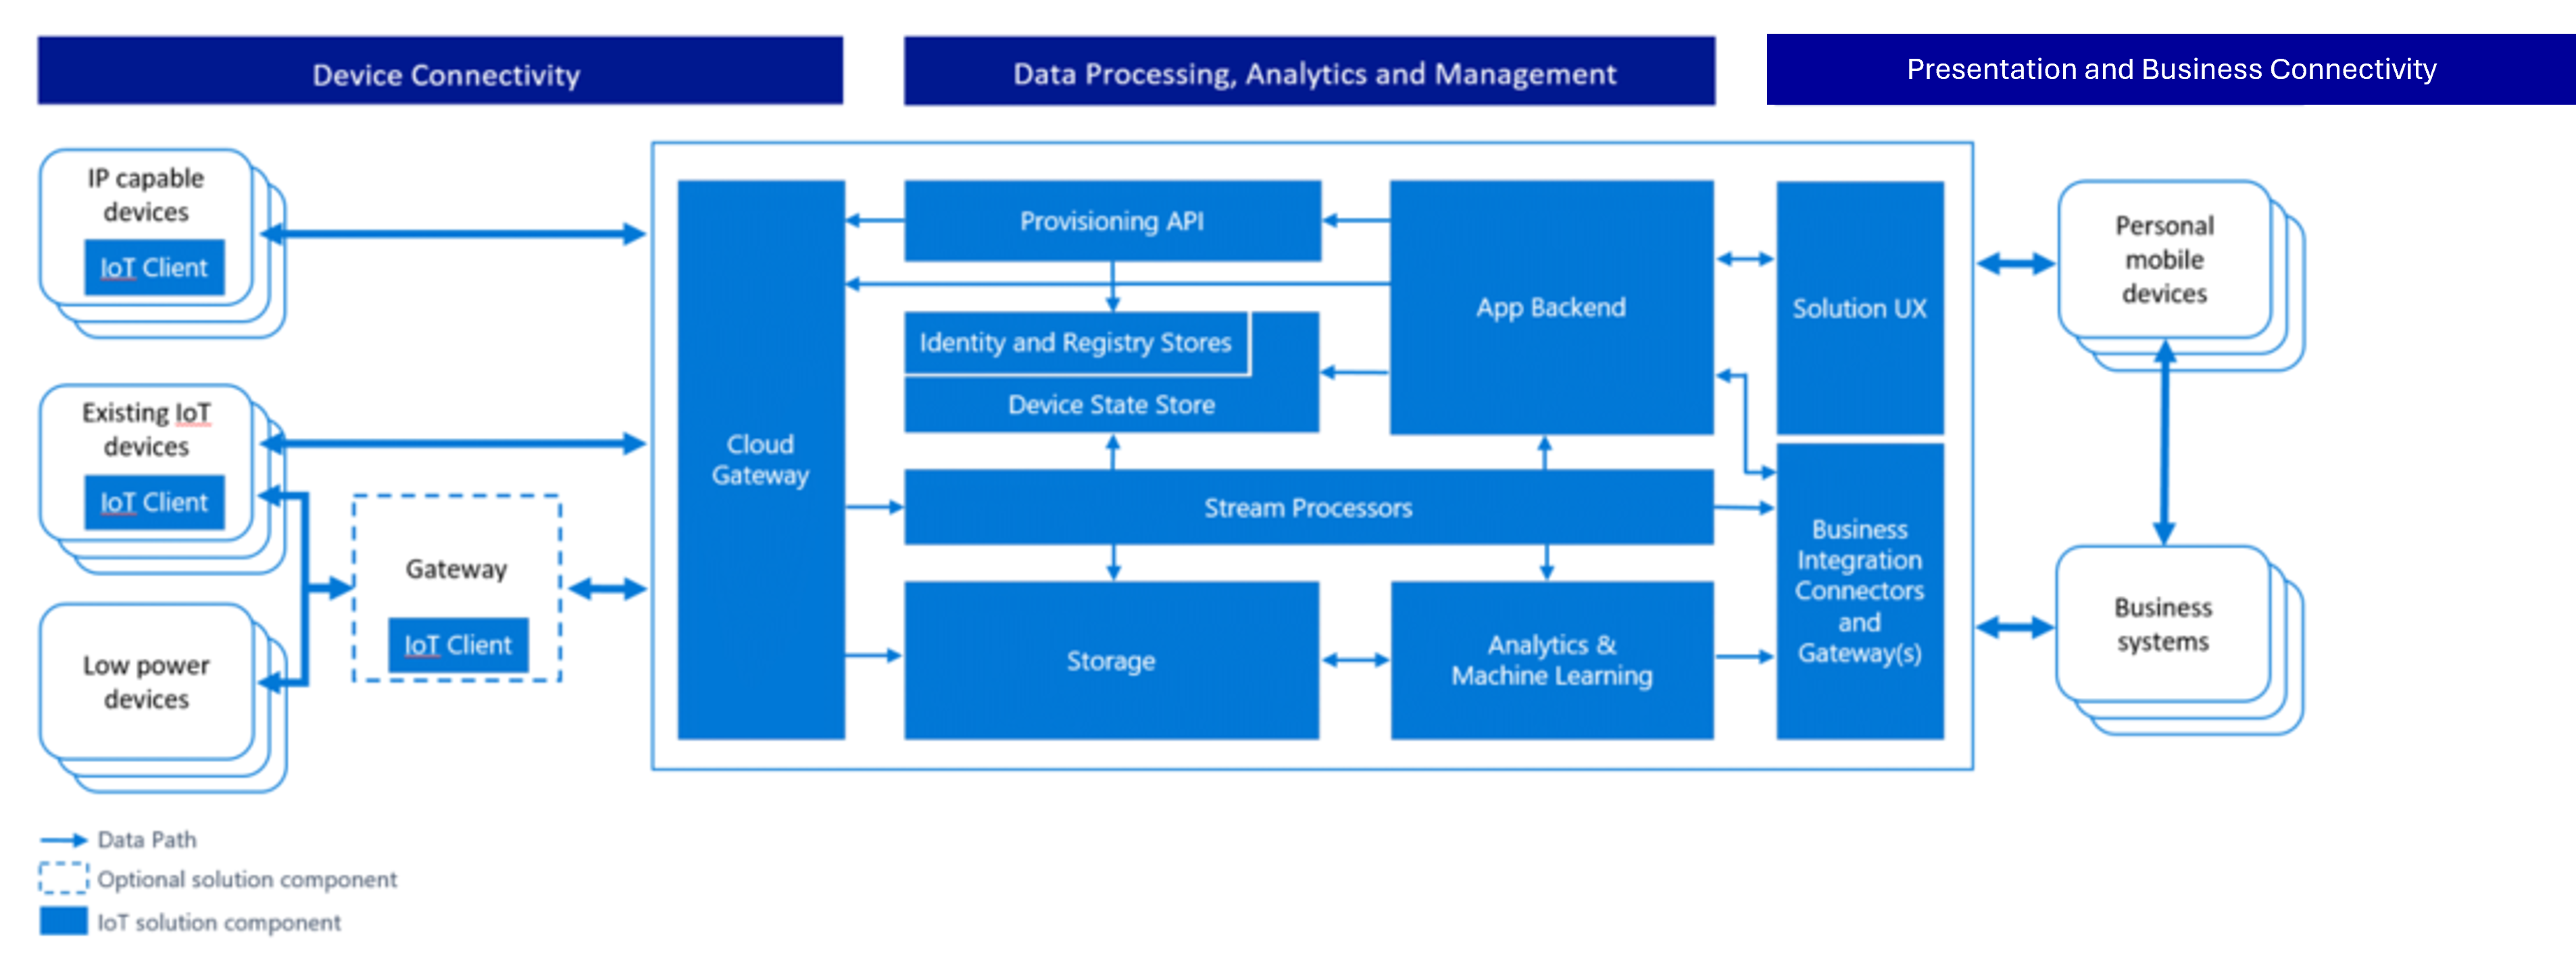 Device Connectivity
Data Processing, Analytics and Management
Presentation and Business Connectivity
IP capable
devices
IoT Client
Existing IoT
devices
IoT Client
Low power
devices
Gateway
IoT Client
Cloud
Gateway
Provisioning API
Identity and Registry Stores
Device State Store
App Backend
Stream Processors
Storage
Analytics &
Machine Learning
Solution UX
Business
Integration
Connectors
and
Gateway(s)
Personal
mobile
devices
Business
systems
Data Path
Optional solution component
IoT solution component